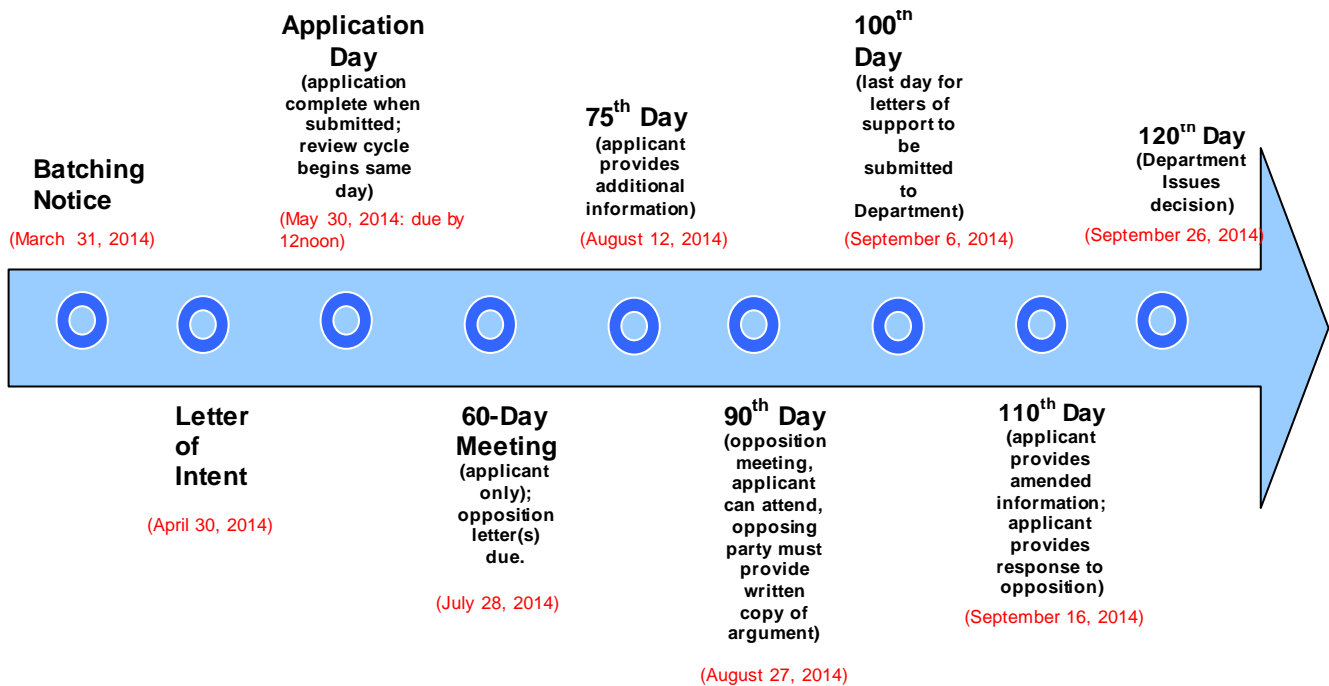 Batching
Notice
(March 31, 2014)
Letter
of
Intent
(April 30, 2014)
Application
Day
(application
complete when
submitted;
review cycle
begins same
day)
(May 30, 2014: due by
12noon)
60-Day
Meeting
(applicant
only);
opposition
letter(s)
due.
(July 28, 2014)
75th Day
(applicant
provides
additional
information)
(August 12, 2014)
90th Day
(opposition
meeting,
applicant
can attend,
opposing
party must
provide
written
copy of
argument)
(August 27, 2014)
100th
Day
(last day for
letters of
support to
be
submitted
to
Department)
(September 6, 2014)
110th Day
(applicant
provides
amended
information;
applicant
provides
response to
opposition)
(September 16, 2014)
120th Day
(Department
Issues
decision)
(September 26, 2014)